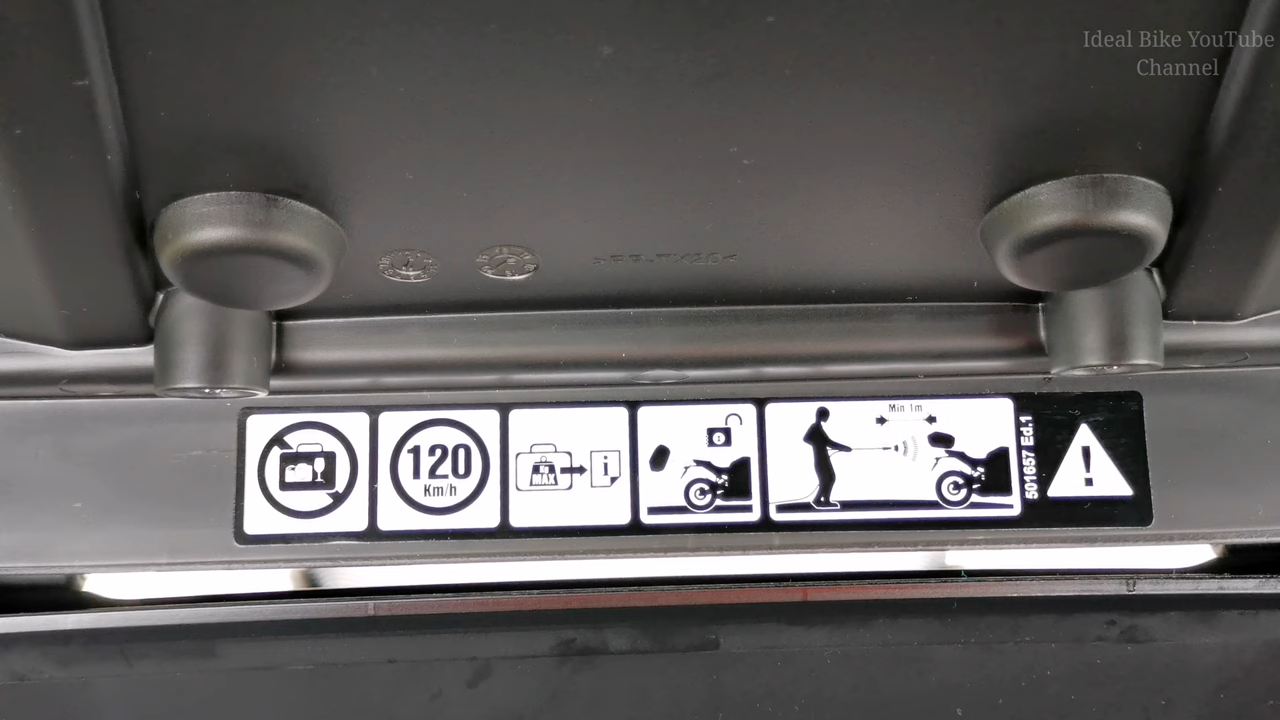 Ideal Bike YouTube
Channel
120
Km/h
Kg
MAX
i
Min 1m
501657 Ed.1
!